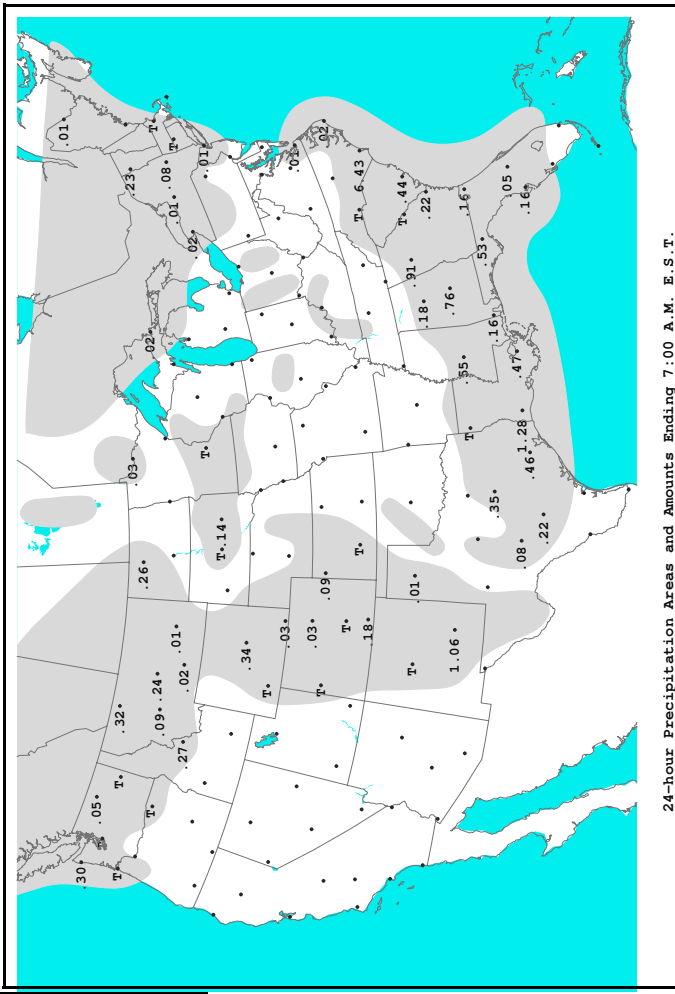 .01
.30
.05
T
T
T
.32
.23
.03
.26
.02
T
T
.24
.09
.08
T
.01
.01
.02
.27
.02
.01
T
T .14
.34
T
.03
.01
.03
T
.02
.09
T
T
T 6.43
.18
.44
T
T
.91
.01
.18
.22
.76
1.06
.55
.16
T
.53
.16
.35
.05
.47
.08
1.28
.16
.46
.22
24-hour Precipitation Areas and Amounts Ending 7:00 A.M. E.S.T.